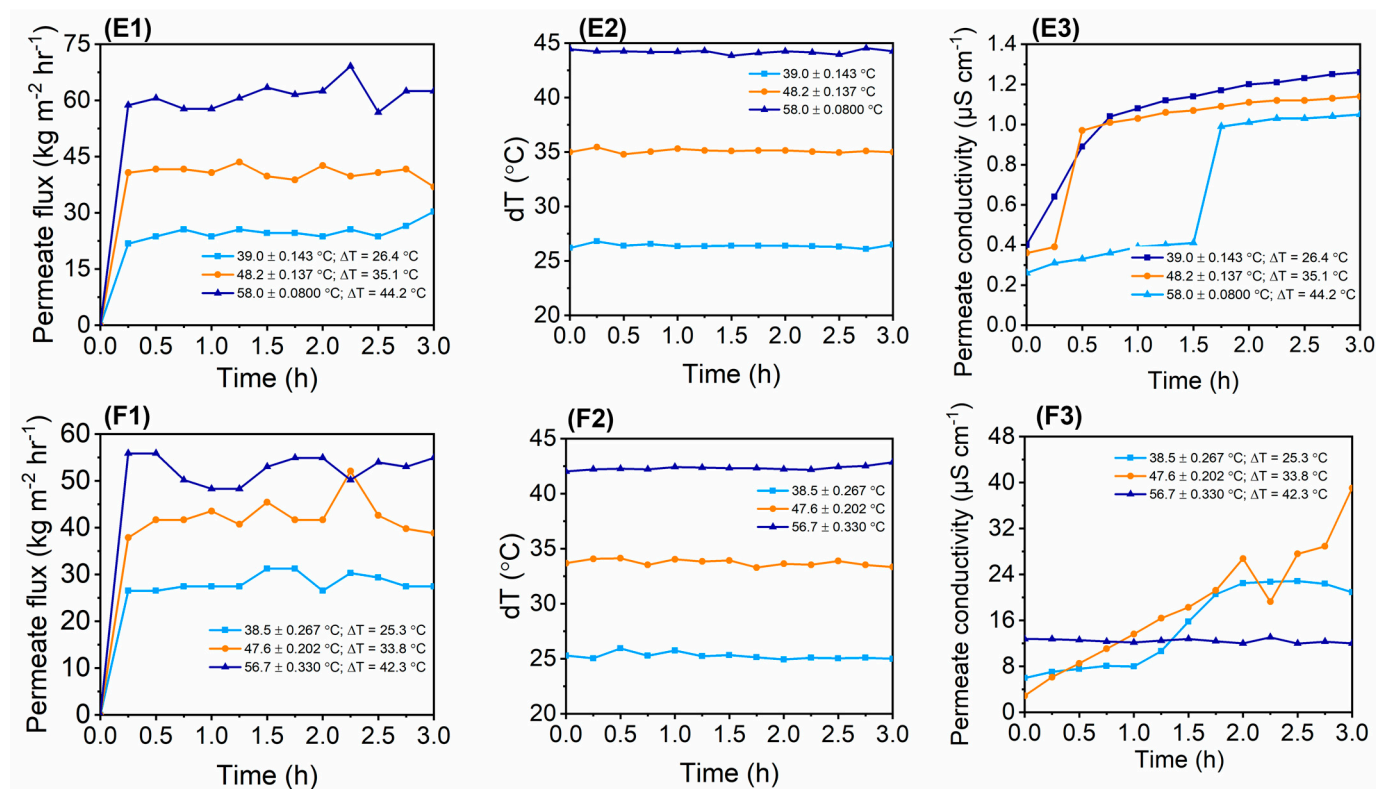 (E1)
Permeate flux (kg m⁻² hr⁻¹)
75
60
45
30
15
0
39.0 ± 0.143 °C; ΔT = 26.4 °C
48.2 ± 0.137 °C; ΔT = 35.1 °C
58.0 ± 0.0800 °C; ΔT = 44.2 °C
0.0 0.5 1.0 1.5 2.0 2.5 3.0
Time (h)
(E2)
dT (°C)
45
40
35
30
25
20
39.0 ± 0.143 °C
48.2 ± 0.137 °C
58.0 ± 0.0800 °C
0.0 0.5 1.0 1.5 2.0 2.5 3.0
Time (h)
(E3)
Permeate conductivity (µS cm⁻¹)
1.4
1.2
1.0
0.8
0.6
0.4
0.2
0.0
39.0 ± 0.143 °C; ΔT = 26.4 °C
48.2 ± 0.137 °C; ΔT = 35.1 °C
58.0 ± 0.0800 °C; ΔT = 44.2 °C
0.0 0.5 1.0 1.5 2.0 2.5 3.0
Time (h)
(F1)
Permeate flux (kg m⁻² hr⁻¹)
60
50
40
30
20
10
0
38.5 ± 0.267 °C; ΔT = 25.3 °C
47.6 ± 0.202 °C; ΔT = 33.8 °C
56.7 ± 0.330 °C; ΔT = 42.3 °C
0.0 0.5 1.0 1.5 2.0 2.5 3.0
Time (h)
(F2)
dT (°C)
45
40
35
30
25
20
38.5 ± 0.267 °C
47.6 ± 0.202 °C
56.7 ± 0.330 °C
0.0 0.5 1.0 1.5 2.0 2.5 3.0
Time (h)
(F3)
Permeate conductivity (µS cm⁻¹)
48
40
32
24
16
8
0
38.5 ± 0.267 °C; ΔT = 25.3 °C
47.6 ± 0.202 °C; ΔT = 33.8 °C
56.7 ± 0.330 °C; ΔT = 42.3 °C
0.0 0.5 1.0 1.5 2.0 2.5 3.0
Time (h)